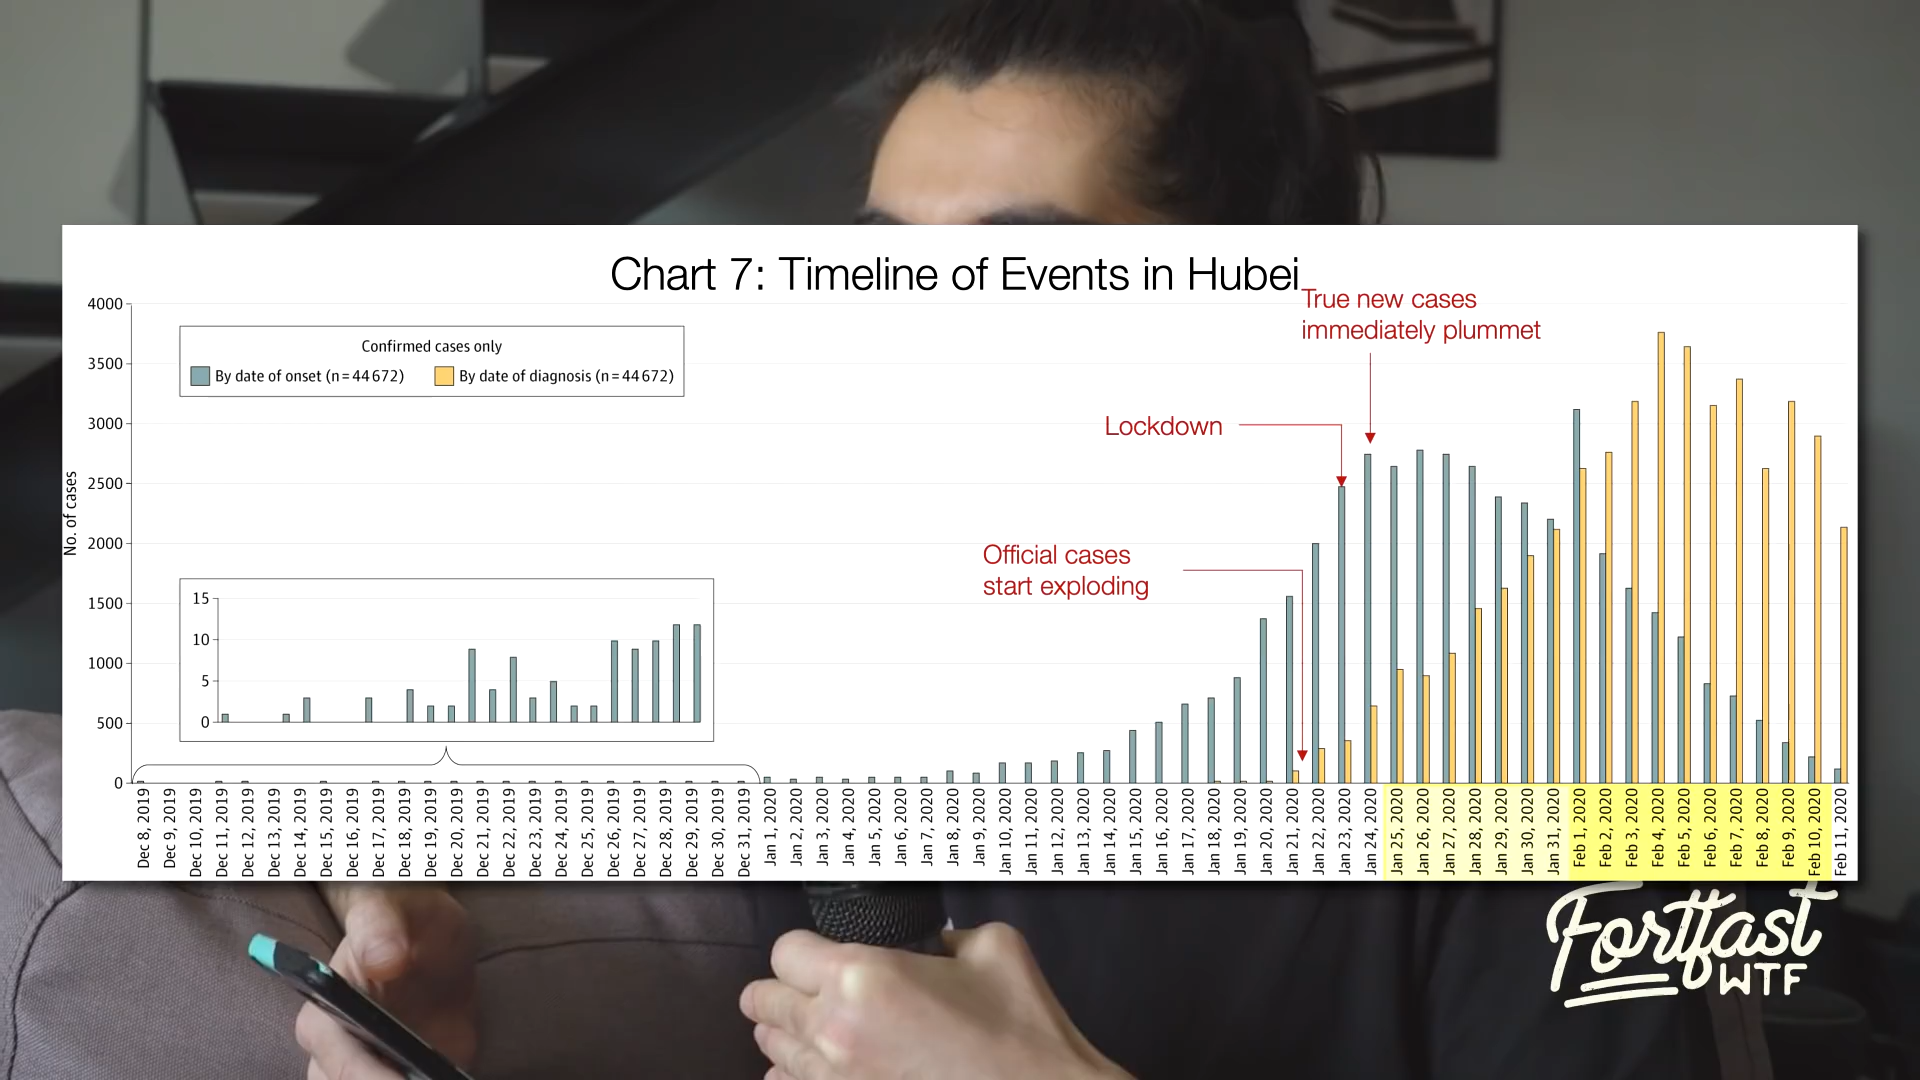 Chart 7: Timeline of Events in Hubei
True new cases
immediately plummet
Confirmed cases only
By date of onset (n=44672)
By date of diagnosis (n=44672)
Lockdown
Official cases
start exploding
No. of cases
4000
3500
3000
2500
2000
1500
1000
500
0
15
10
5
0
Dec 8, 2019
Dec 9, 2019
Dec 10, 2019
Dec 11, 2019
Dec 12, 2019
Dec 13, 2019
Dec 14, 2019
Dec 15, 2019
Dec 16, 2019
Dec 17, 2019
Dec 18, 2019
Dec 19, 2019
Dec 20, 2019
Dec 21, 2019
Dec 22, 2019
Dec 23, 2019
Dec 24, 2019
Dec 25, 2019
Dec 26, 2019
Dec 27, 2019
Dec 28, 2019
Dec 29, 2019
Dec 30, 2019
Dec 31, 2019
Jan 1, 2020
Jan 2, 2020
Jan 3, 2020
Jan 4, 2020
Jan 5, 2020
Jan 6, 2020
Jan 7, 2020
Jan 8, 2020
Jan 9, 2020
Jan 10, 2020
Jan 11, 2020
Jan 12, 2020
Jan 13, 2020
Jan 14, 2020
Jan 15, 2020
Jan 16, 2020
Jan 17, 2020
Jan 18, 2020
Jan 19, 2020
Jan 20, 2020
Jan 21, 2020
Jan 22, 2020
Jan 23, 2020
Jan 24, 2020
Jan 25, 2020
Jan 26, 2020
Jan 27, 2020
Jan 28, 2020
Jan 29, 2020
Jan 30, 2020
Jan 31, 2020
Feb 1, 2020
Feb 2, 2020
Feb 3, 2020
Feb 4, 2020
Feb 5, 2020
Feb 6, 2020
Feb 7, 2020
Feb 8, 2020
Feb 9, 2020
Feb 10, 2020
Feb 11, 2020
Fortfast
WTF